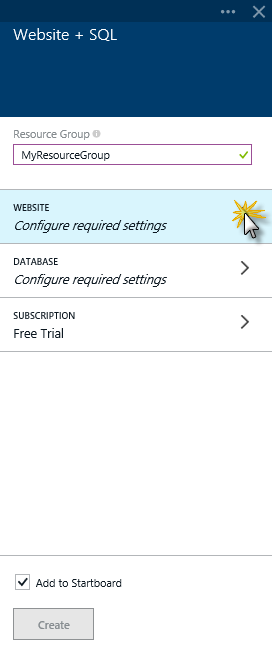 Website + SQL
Resource Group
MyResourceGroup
WEBSITE
Configure required settings
DATABASE
Configure required settings
SUBSCRIPTION
Free Trial
Add to Startboard
Create